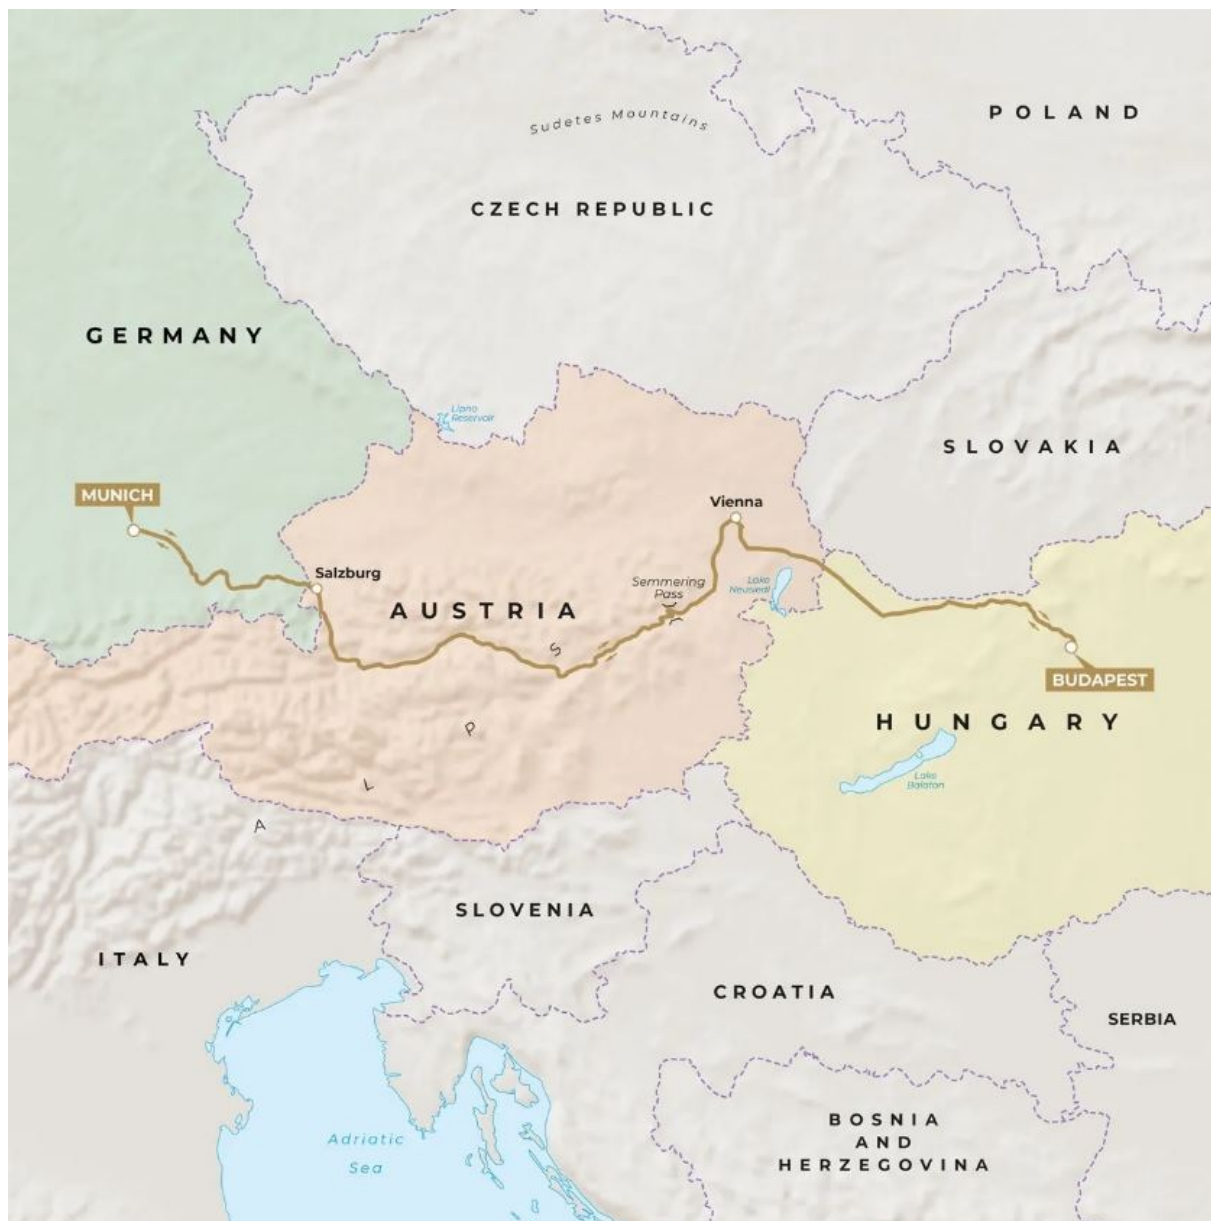 POLAND
Sudetes Mountains
CZECH REPUBLIC
GERMANY
Lipno
Reservoir
SLOVAKIA
MUNICH
Vienna
Salzburg
Semmering
Pass
Lake
Neusiedl
AUSTRIA
BUDAPEST
HUNGARY
Lake
Balaton
A L P S
SLOVENIA
ITALY
CROATIA
SERBIA
BOSNIA
AND
HERZEGOVINA
Adriatic
Sea